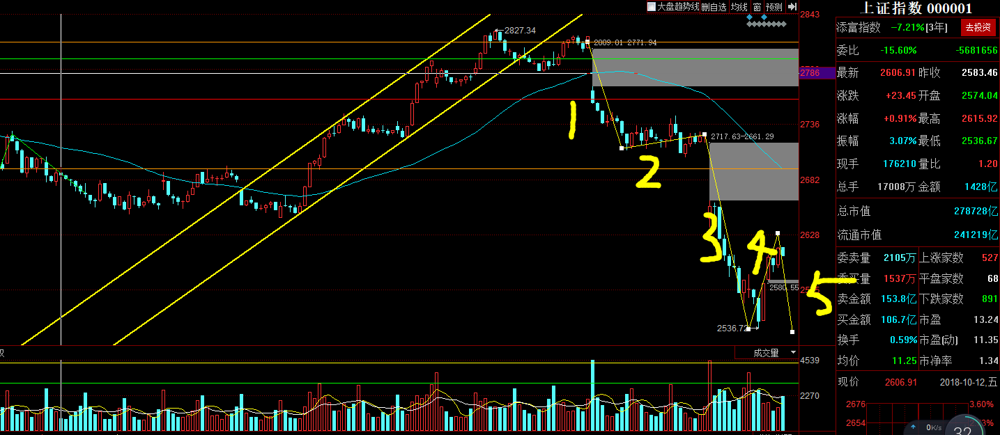 大盘趋势线 删自选 均线 窗 预测
上证指数 000001
2843
添富指数 -7.21%[3年] 去投资
2827.34
2809.81-2771.94
委比 -15.60% -5681656
2786
最新 2606.91 昨收 2583.46
涨跌 +23.45 开盘 2574.04
1
涨幅 +0.91% 最高 2615.92
2736
2717.63-2661.29
振幅 3.07% 最低 2536.67
2
现手 176210 量比 1.20
2682
总手 17008万 金额 1428亿
总市值 278728亿
3
2628
流通市值 241219亿
4
委卖量 2105万 上涨家数 527
委买量 1537万 平盘家数 68
2580.55
5
卖金额 153.8亿 下跌家数 891
买金额 106.7亿 市盈 13.24
2536.72
换手 0.59% 市盈(动) 11.35
成交量
均价 11.25 市净率 1.34
4539
现价 2606.91 2018-10-12,五
2270
2676 3.60%
2654
0K/s
32